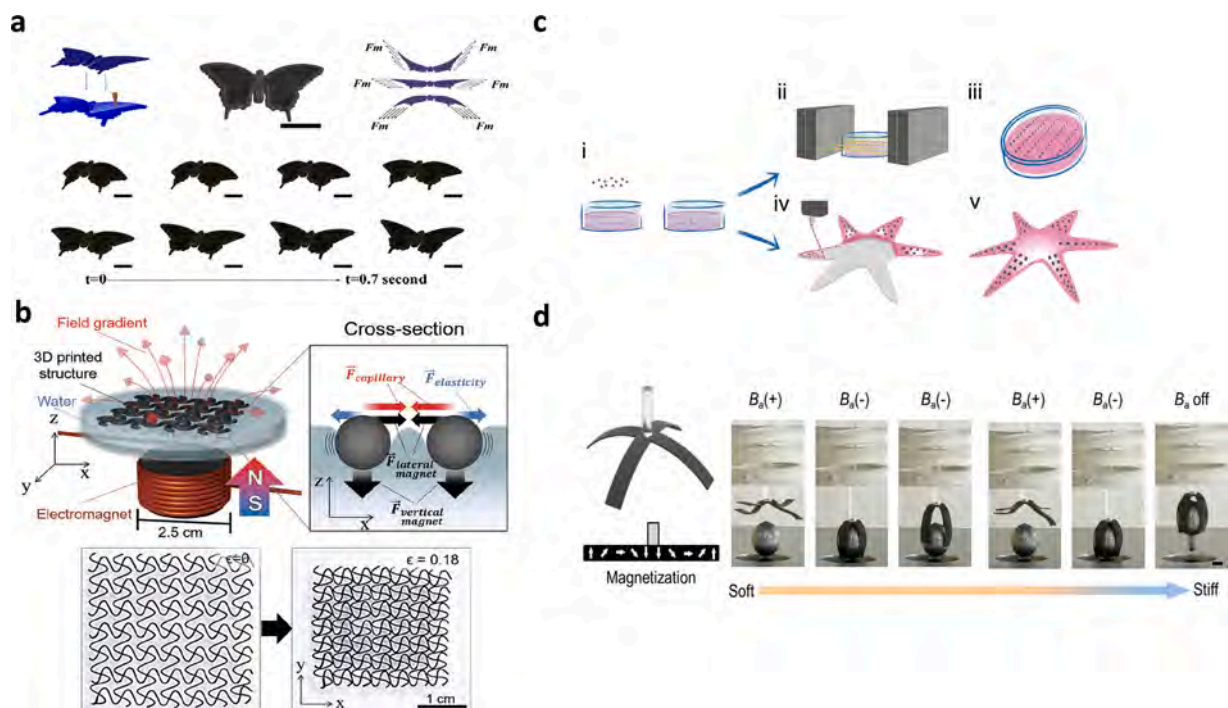 a
Fm
Fm
Fm
Fm
Fm
Fm
t=0
t=0.7 second
b
Field gradient
3D printed
structure
Water
z
y
x
Electromagnet
2.5 cm
N
S
Cross-section
F capillary
F elasticity
F lateral
magnet
F vertical
magnet
z
x
ϵ=0
ϵ = 0.18
y
x
1 cm
c
i
ii
iii
iv
v
d
Magnetization
Ba(+)
Ba(-)
Ba(-)
Ba(+)
Ba(-)
Ba off
Soft
Stiff